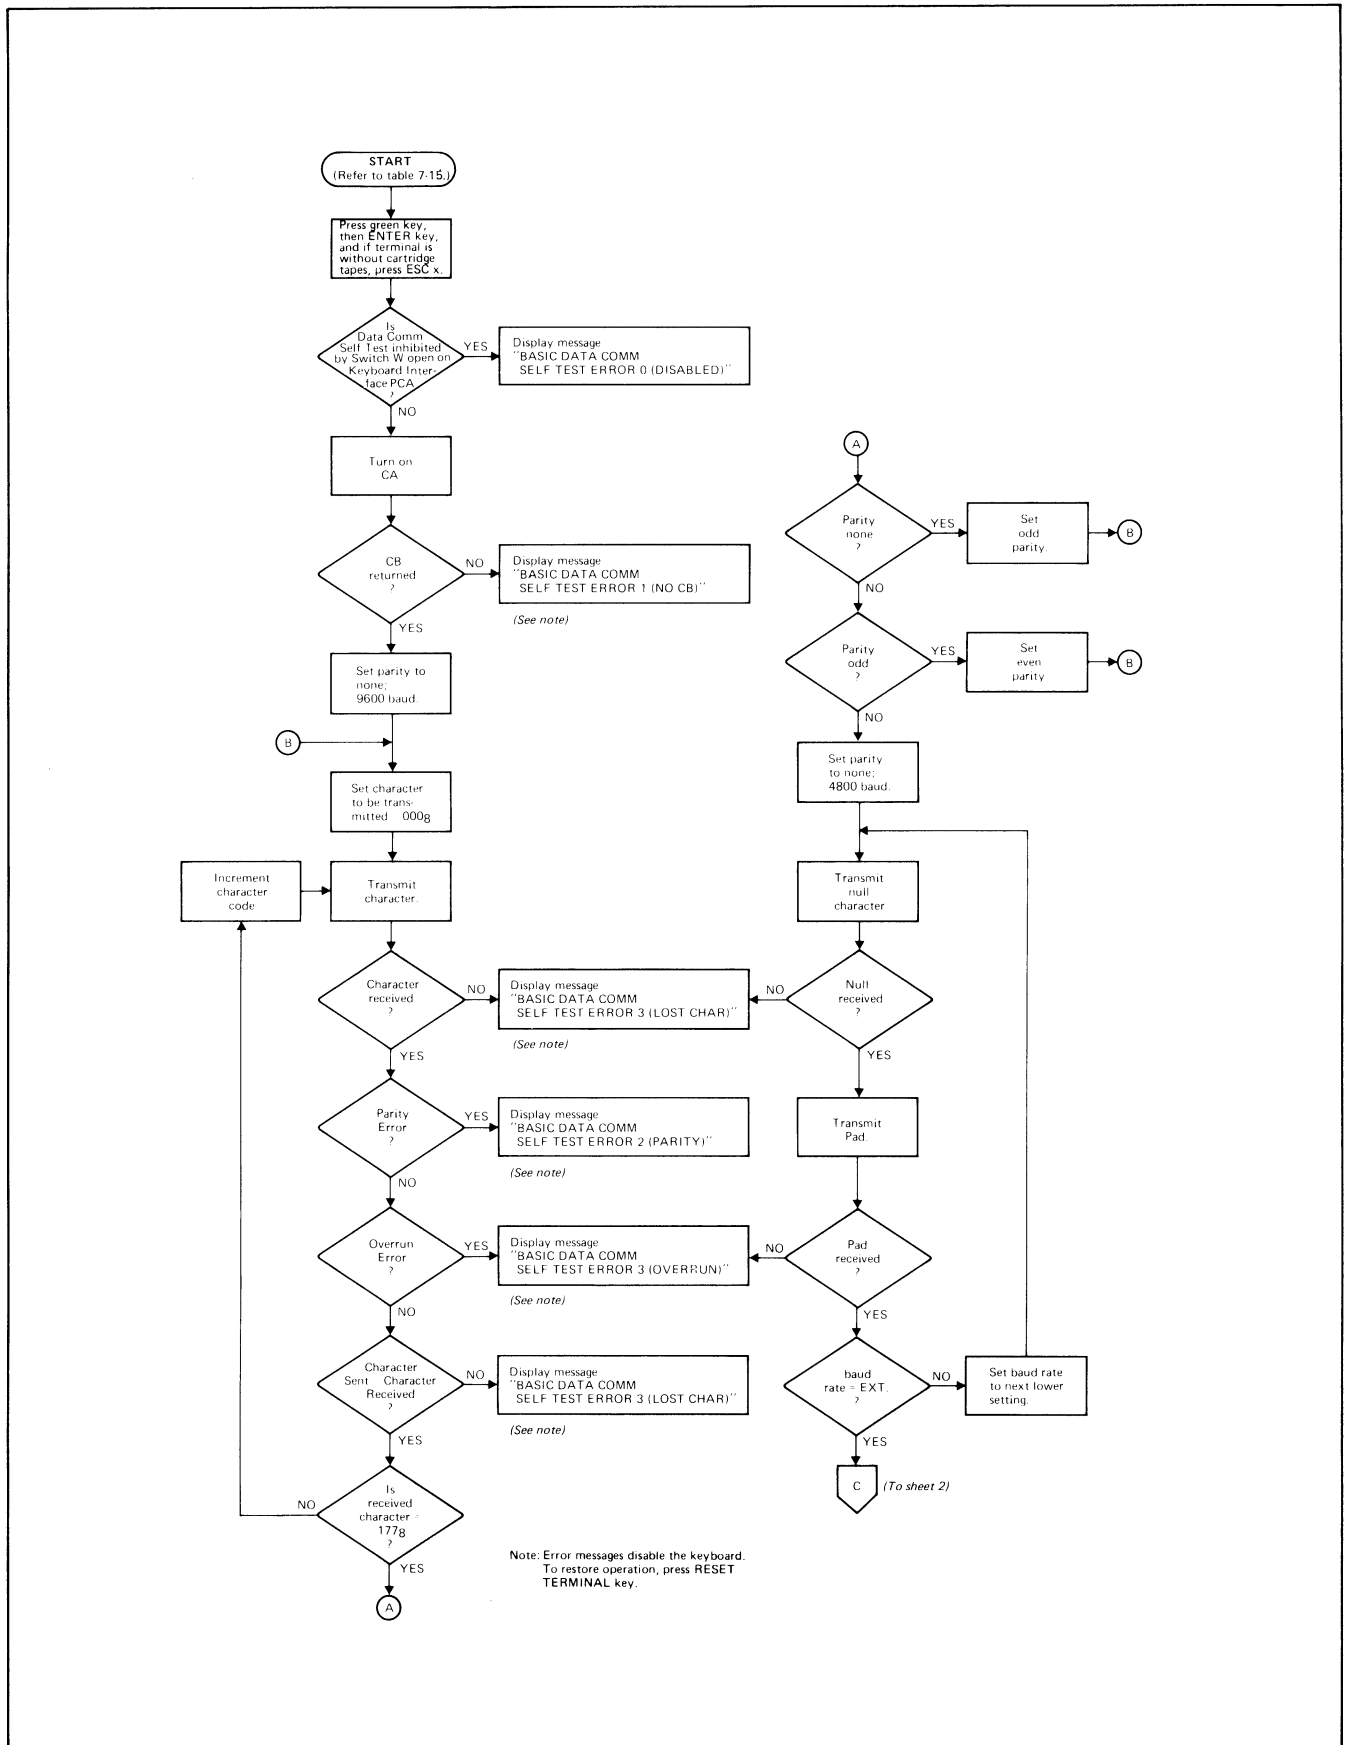 START
(Refer to table 7-15.)
Press green key,
then ENTER key,
and if terminal is
without cartridge
tapes, press ESC x.
Is
Data Comm
Self Test inhibited
by Switch W open on
Keyboard Inter-
face PCA
?
YES
Display message
"BASIC DATA COMM
SELF TEST ERROR 0 (DISABLED)"
NO
Turn on
CA
CB
returned
?
NO
Display message
"BASIC DATA COMM
SELF TEST ERROR 1 (NO CB)"
(See note)
YES
Set parity to
none;
9600 baud.
B
Set character
to be trans-
mitted 000₈
Increment
character
code
Transmit
character.
Character
received
?
NO
Display message
"BASIC DATA COMM
SELF TEST ERROR 3 (LOST CHAR)"
(See note)
YES
Parity
Error
?
YES
Display message
"BASIC DATA COMM
SELF TEST ERROR 2 (PARITY)"
(See note)
NO
Overrun
Error
?
YES
Display message
"BASIC DATA COMM
SELF TEST ERROR 3 (OVERRUN)"
(See note)
NO
Character
Sent Character
Received
?
NO
Display message
"BASIC DATA COMM
SELF TEST ERROR 3 (LOST CHAR)"
(See note)
YES
Is
received
character =
177₈
?
NO
YES
A
A
Parity
none
?
YES
Set
odd
parity.
B
NO
Parity
odd
?
YES
Set
even
parity
B
NO
Set parity
to none;
4800 baud.
Transmit
null
character
Null
received
?
NO
YES
Transmit
Pad.
Pad
received
?
NO
YES
baud
rate = EXT.
?
NO
Set baud rate
to next lower
setting.
YES
C
(To sheet 2)
Note: Error messages disable the keyboard.
To restore operation, press RESET
TERMINAL key.